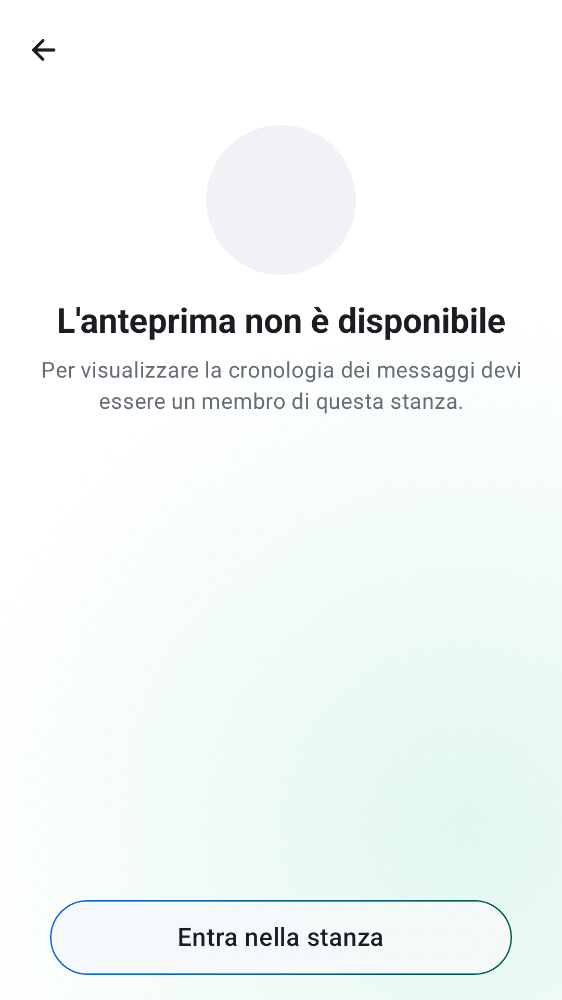 L'anteprima non è disponibile
Per visualizzare la cronologia dei messaggi devi
essere un membro di questa stanza.
Entra nella stanza